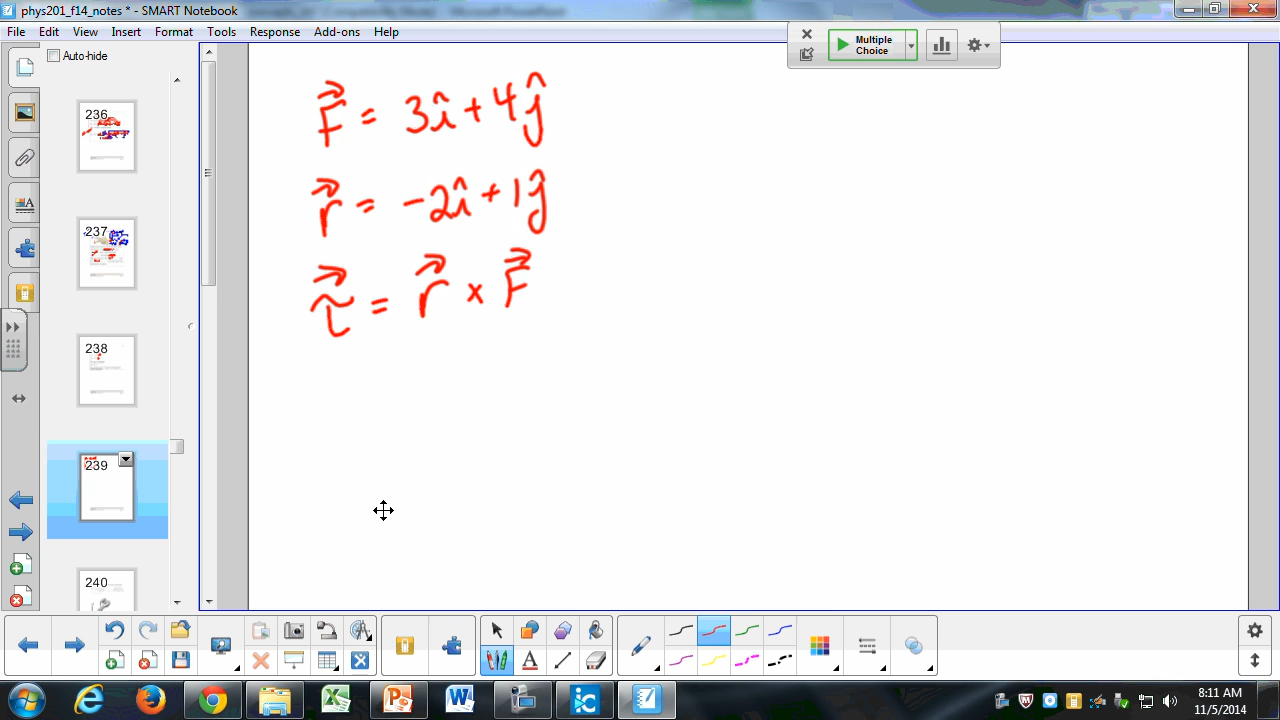 phys201_f14_notes * - SMART Notebook
File Edit View Insert Format Tools Response Add-ons Help
Auto-hide
Multiple Choice
236
237
238
239
240
F⃗ = 3î + 4ĵ
r⃗ = -2î + 1ĵ
τ⃗ = r⃗ × F⃗
8:11 AM
11/5/2014